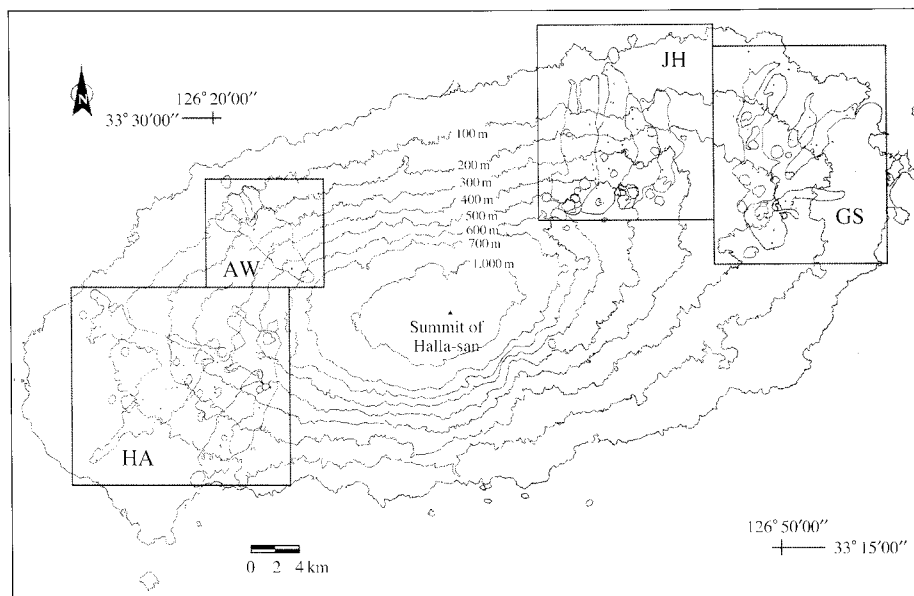 JH
N
126° 20′00″
33° 30′00″
100 m
200 m
300 m
400 m
500 m
600 m
700 m
1,000 m
GS
AW
Summit of
Halla-san
HA
126° 50′00″
33° 15′00″
0 2 4 km